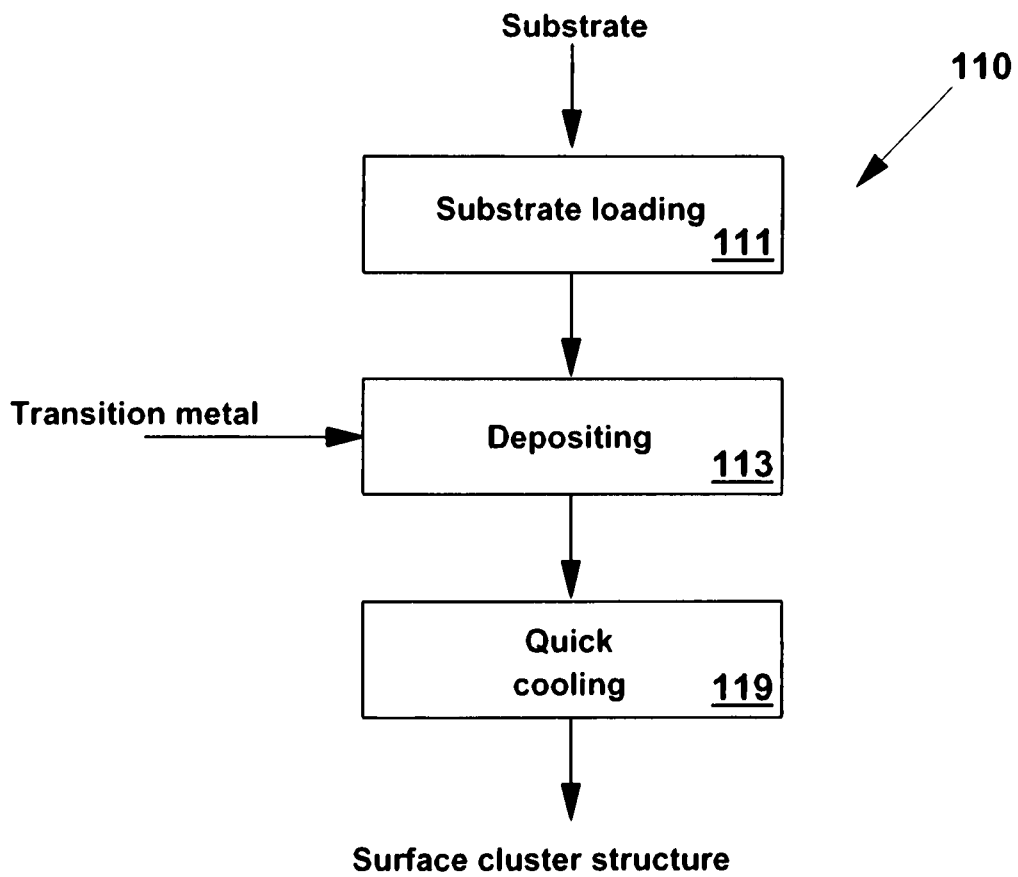 Substrate
110
Substrate loading
111
Transition metal
Depositing
113
Quick
cooling
119
Surface cluster structure